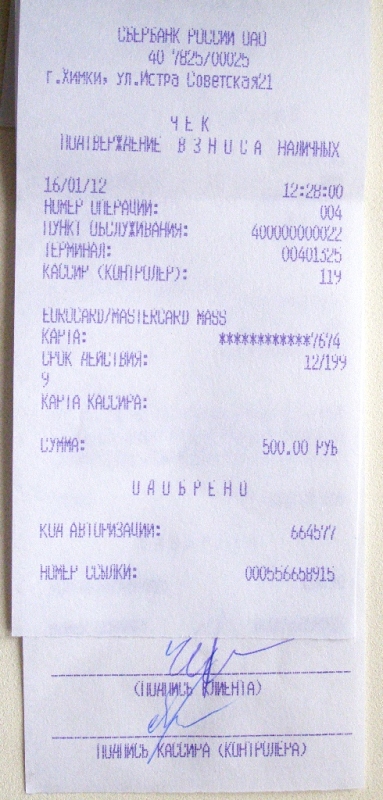 СБЕРБАНК РОССИИ ОАО
40 7825/00025
г.Химки, ул.Истра Советская21
ЧЕК
ПОДТВЕРЖДЕНИЕ ВЗНОСА НАЛИЧНЫХ
16/01/12 12:28:00
НОМЕР ОПЕРАЦИИ: 004
ПУНКТ ОБСЛУЖИВАНИЯ: 400000000022
ТЕРМИНАЛ: 00401325
КАССИР (КОНТРОЛЕР): 119
EUROCARD/MASTERCARD MASS
КАРТА: ************7674
СРОК ДЕЙСТВИЯ: 12/199
9
КАРТА КАССИРА:
СУММА: 500.00 РУБ
ОДОБРЕНО
КОД АВТОРИЗАЦИИ: 664577
НОМЕР ССЫЛКИ: 000556658915
(ПОДПИСЬ КЛИЕНТА)
ПОДПИСЬ КАССИРА (КОНТРОЛЕРА)